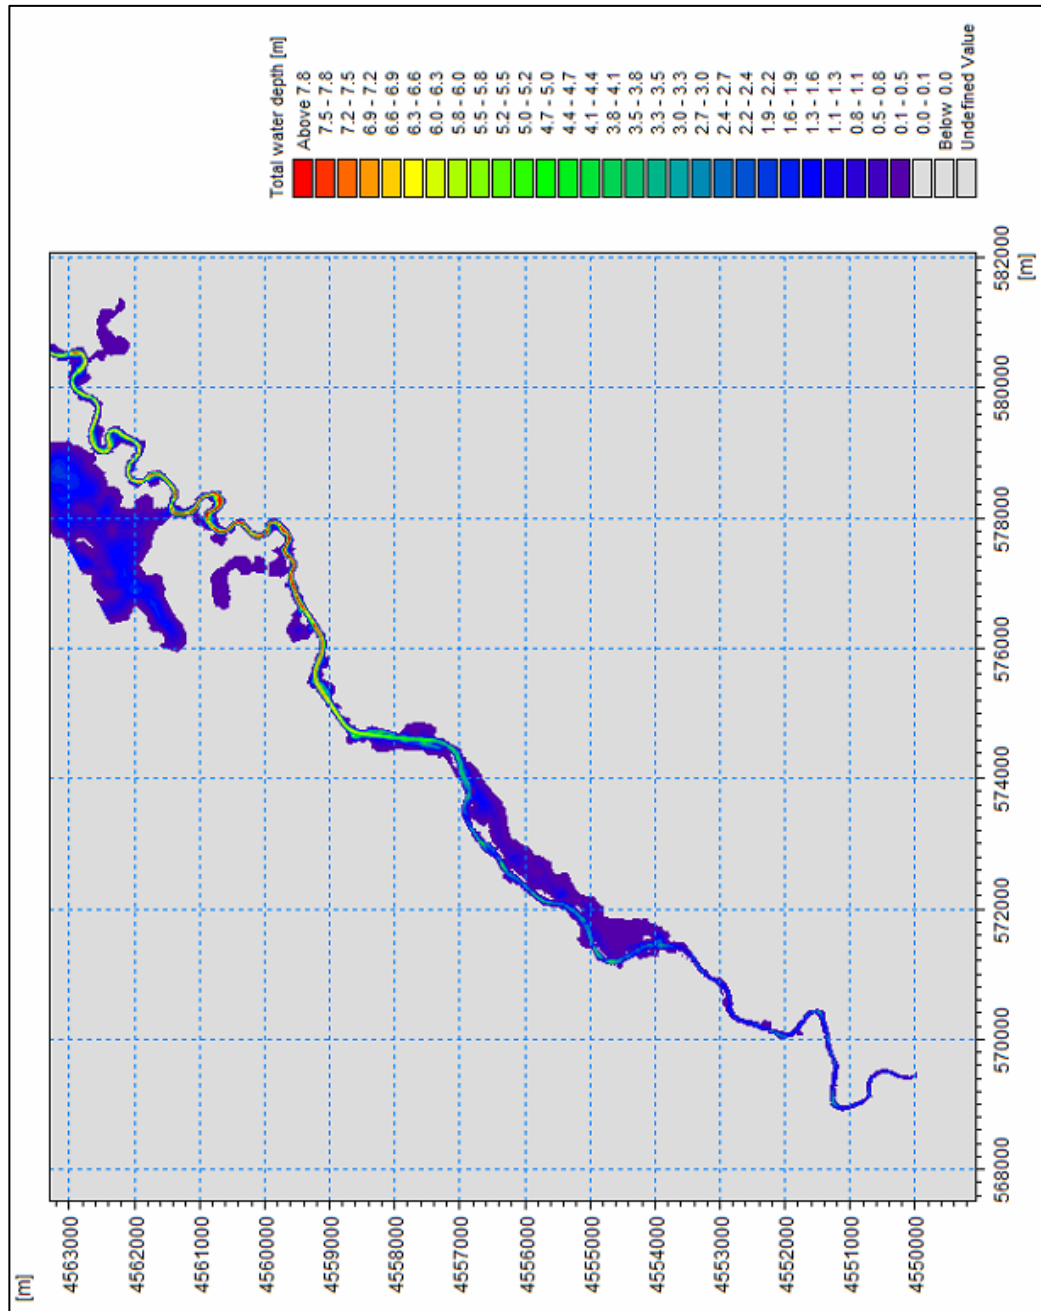 [m]
4563000
4562000
4561000
4560000
4559000
4558000
4557000
4556000
4555000
4554000
4553000
4552000
4551000
4550000
568000
570000
572000
574000
576000
578000
580000
582000
[m]
Total water depth [m]
Above 7.8
7.5 - 7.8
7.2 - 7.5
6.9 - 7.2
6.6 - 6.9
6.3 - 6.6
6.0 - 6.3
5.8 - 6.0
5.5 - 5.8
5.2 - 5.5
5.0 - 5.2
4.7 - 5.0
4.4 - 4.7
4.1 - 4.4
3.8 - 4.1
3.5 - 3.8
3.3 - 3.5
3.0 - 3.3
2.7 - 3.0
2.4 - 2.7
2.2 - 2.4
1.9 - 2.2
1.6 - 1.9
1.3 - 1.6
1.1 - 1.3
0.8 - 1.1
0.5 - 0.8
0.1 - 0.5
0.0 - 0.1
Below 0.0
Undefined Value